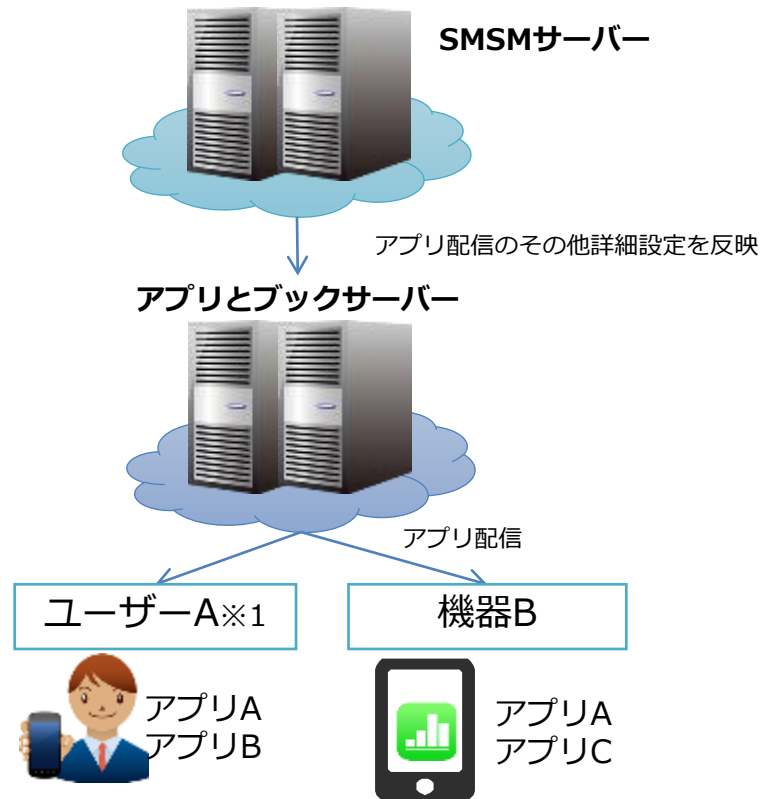 SMSMサーバー
アプリ配信のその他詳細設定を反映
アプリとブックサーバー
アプリ配信
ユーザーA※1
機器B
アプリA
アプリB
アプリA
アプリC